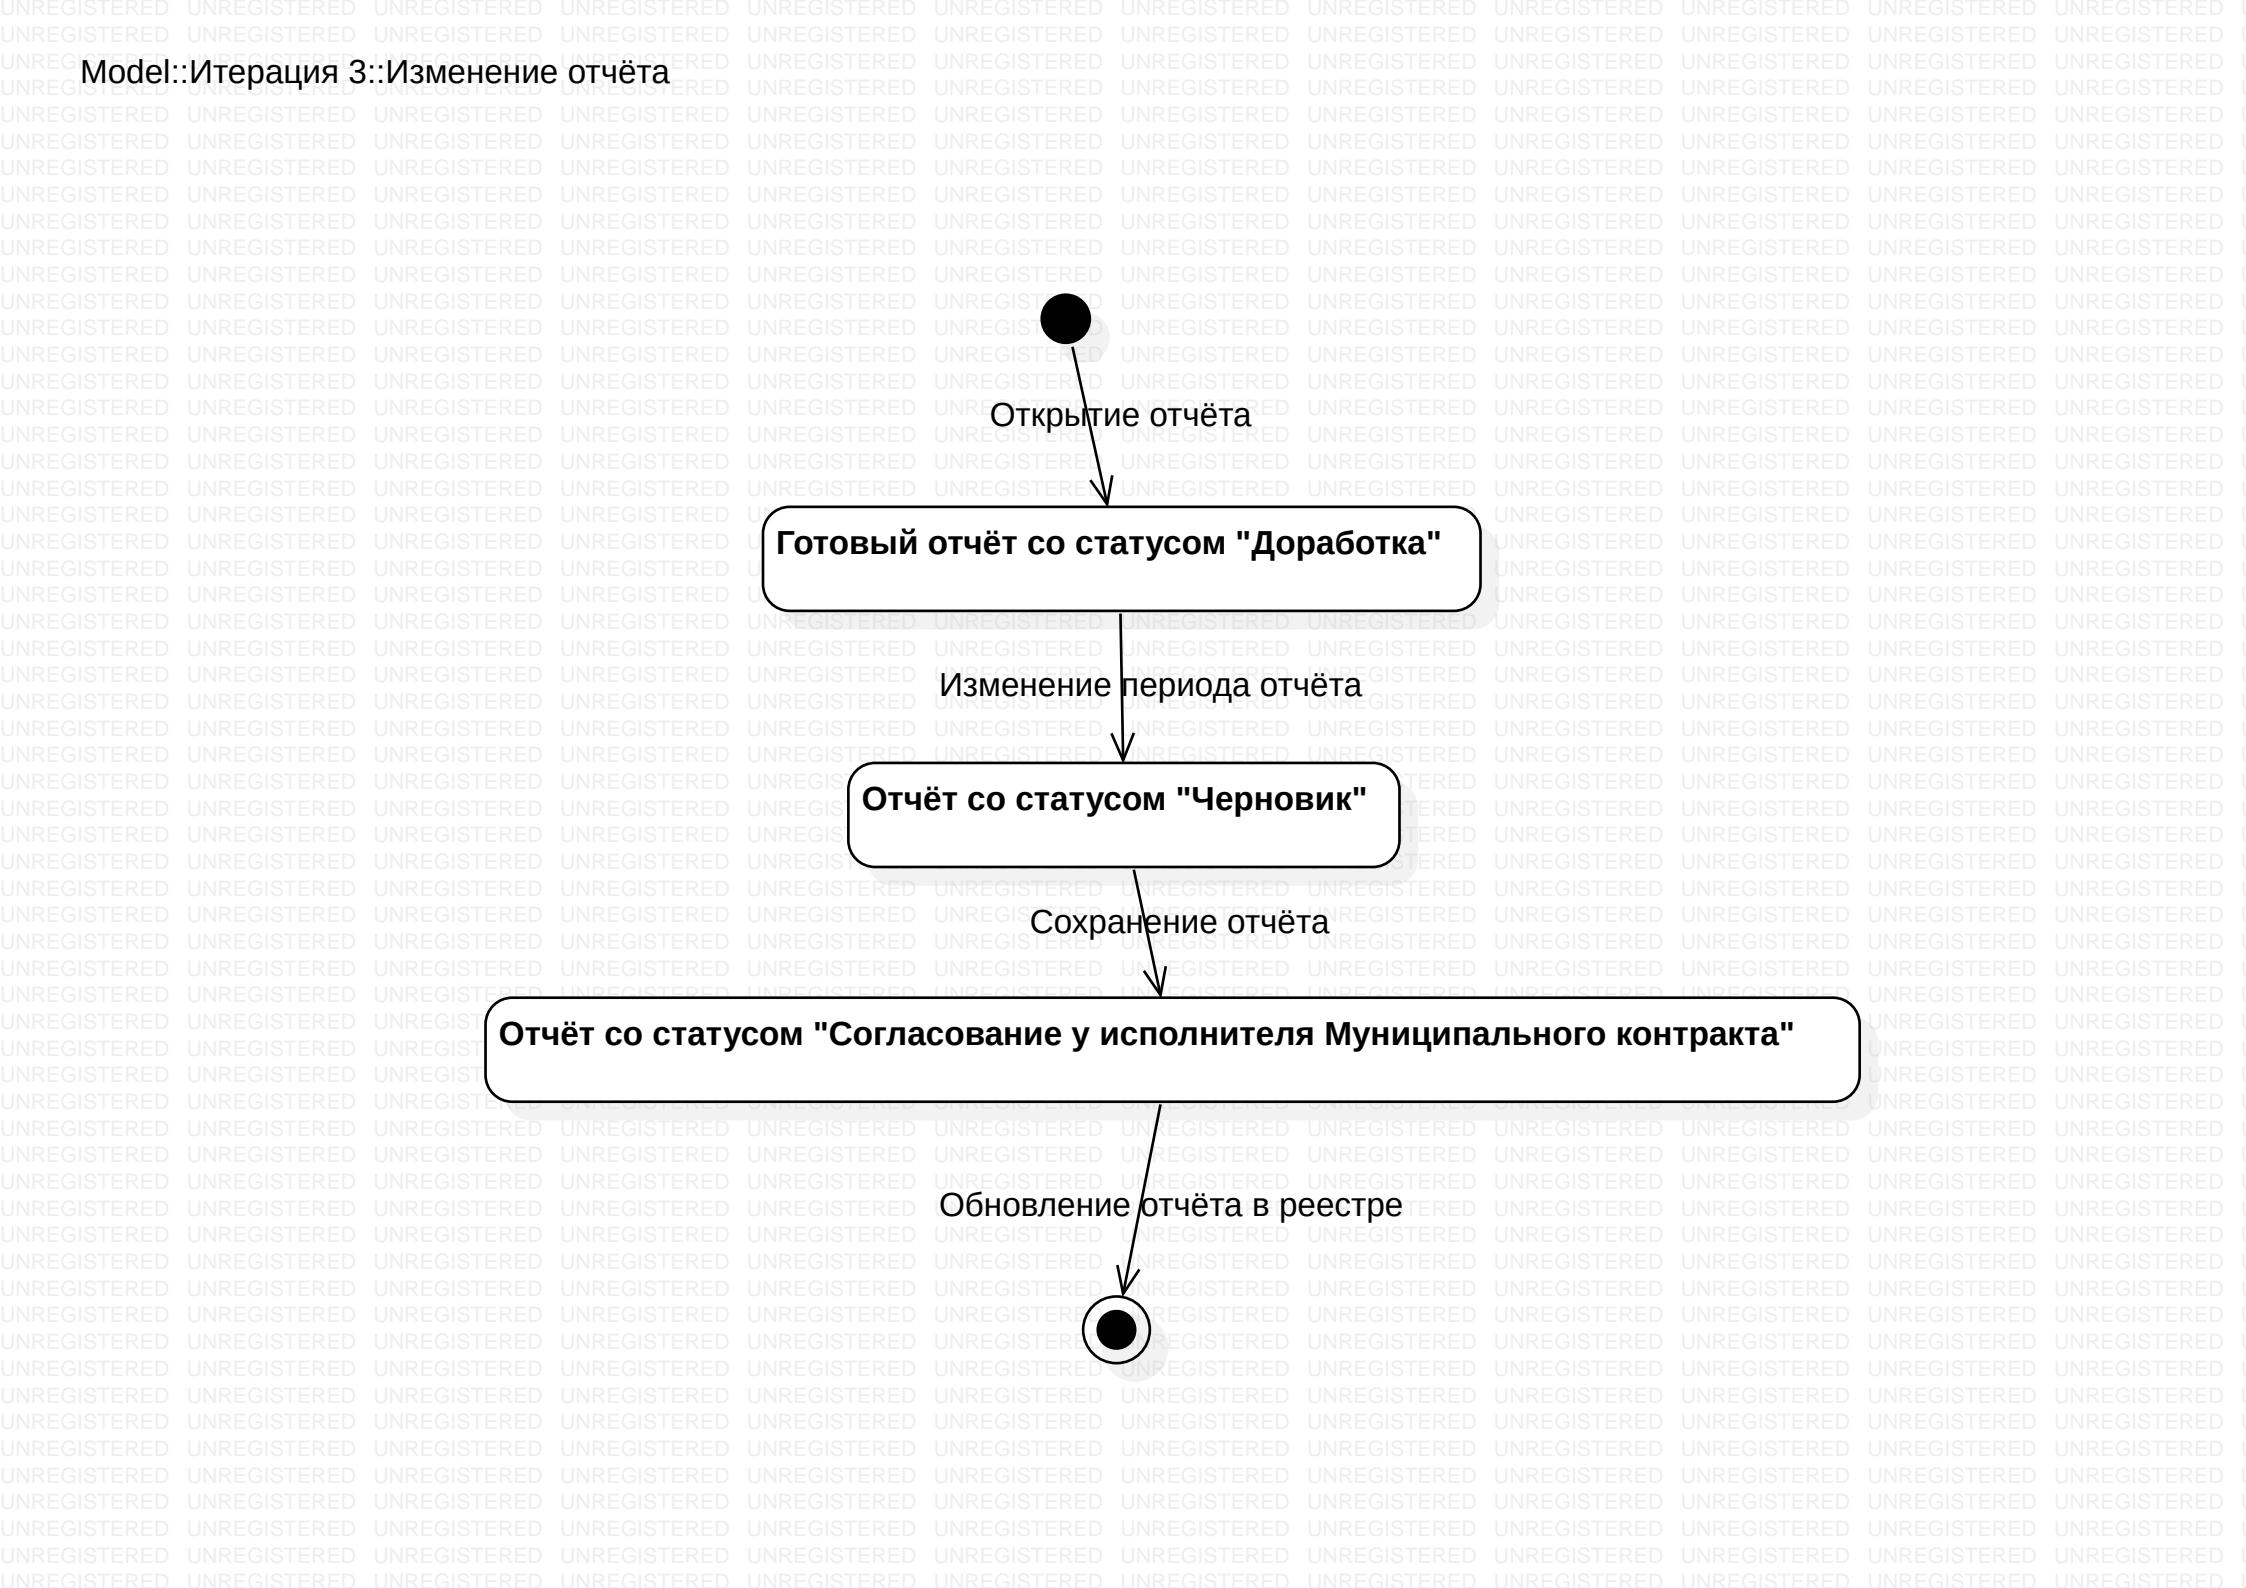 Model::Итерация 3::Изменение отчёта
Открытие отчёта
Готовый отчёт со статусом "Доработка"
Изменение периода отчёта
Отчёт со статусом "Черновик"
Сохранение отчёта
Отчёт со статусом "Согласование у исполнителя Муниципального контракта"
Обновление отчёта в реестре
UNREGISTERED